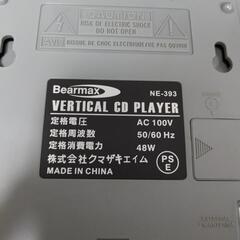 RISK OF ELECTRIC SHOCK
DO NOT OPEN
AVIS
RISQUE DE CHOC ELECTRIQUE NE PAS OUVRIR
Bearmax
NE-393
VERTICAL CD PLAYER
定格電圧 AC 100V
定格周波数 50/60 Hz
定格消費電力 48W
株式会社クマザキエイム
PS
E
MADE IN CHINA